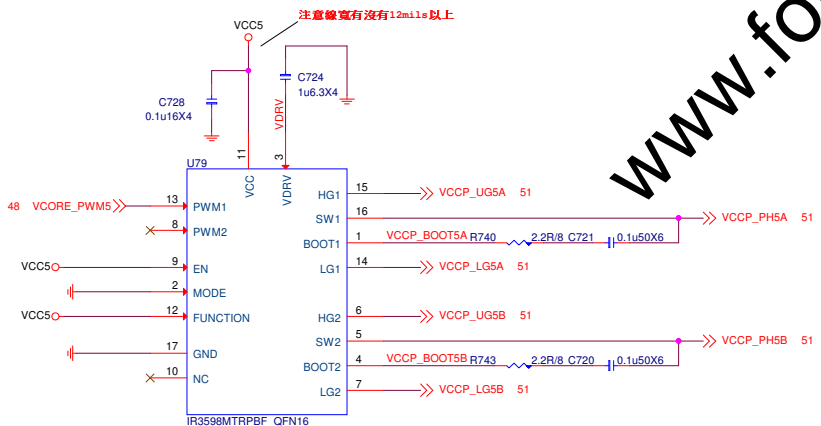 注意線寬有沒有12mils以上
www.fo
VCC5
C724
1u6.3X4
C728
0.1u16X4
VDRV
U79
11
3
VCC
VDRV
48 VCORE_PWM5 13 PWM1
8 PWM2
VCC5 9 EN
2 MODE
VCC5 12 FUNCTION
17 GND
10 NC
HG1 15 VCCP_UG5A 51
SW1 16 VCCP_PH5A 51
BOOT1 1 VCCP_BOOT5A R740 2.2R/8 C721 0.1u50X6
LG1 14 VCCP_LG5A 51
HG2 6 VCCP_UG5B 51
SW2 5 VCCP_PH5B 51
BOOT2 4 VCCP_BOOT5B R743 2.2R/8 C720 0.1u50X6
LG2 7 VCCP_LG5B 51
IR3598MTRPBF QFN16